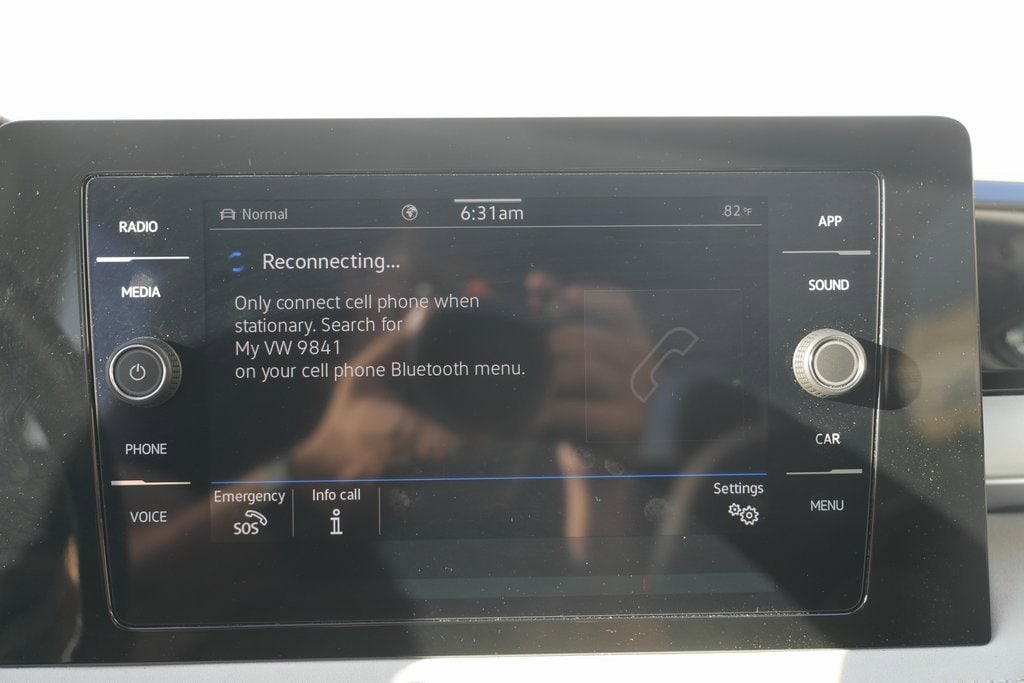 RADIO
MEDIA
PHONE
VOICE
Normal
6:31am
82°F
Reconnecting...
Only connect cell phone when
stationary. Search for
My VW 9841
on your cell phone Bluetooth menu.
Emergency
SOS
Info call
Settings
APP
SOUND
CAR
MENU